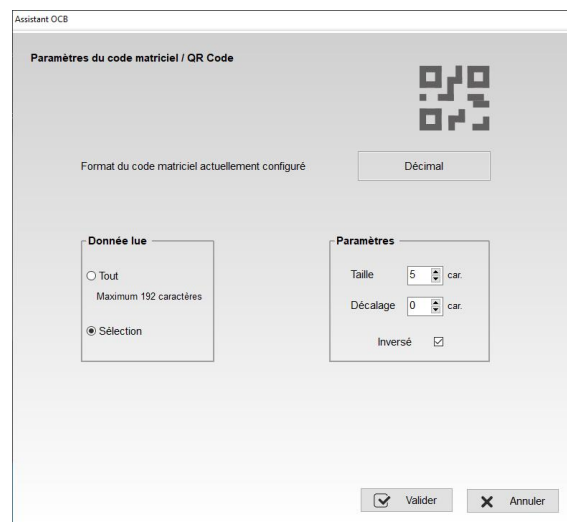 Assistant OCB
Paramètres du code matriciel / QR Code
Format du code matriciel actuellement configuré
Décimal
Donnée lue
Tout
Maximum 192 caractères
Sélection
Paramètres
Taille 5 car.
Décalage 0 car.
Inversé
Valider
Annuler